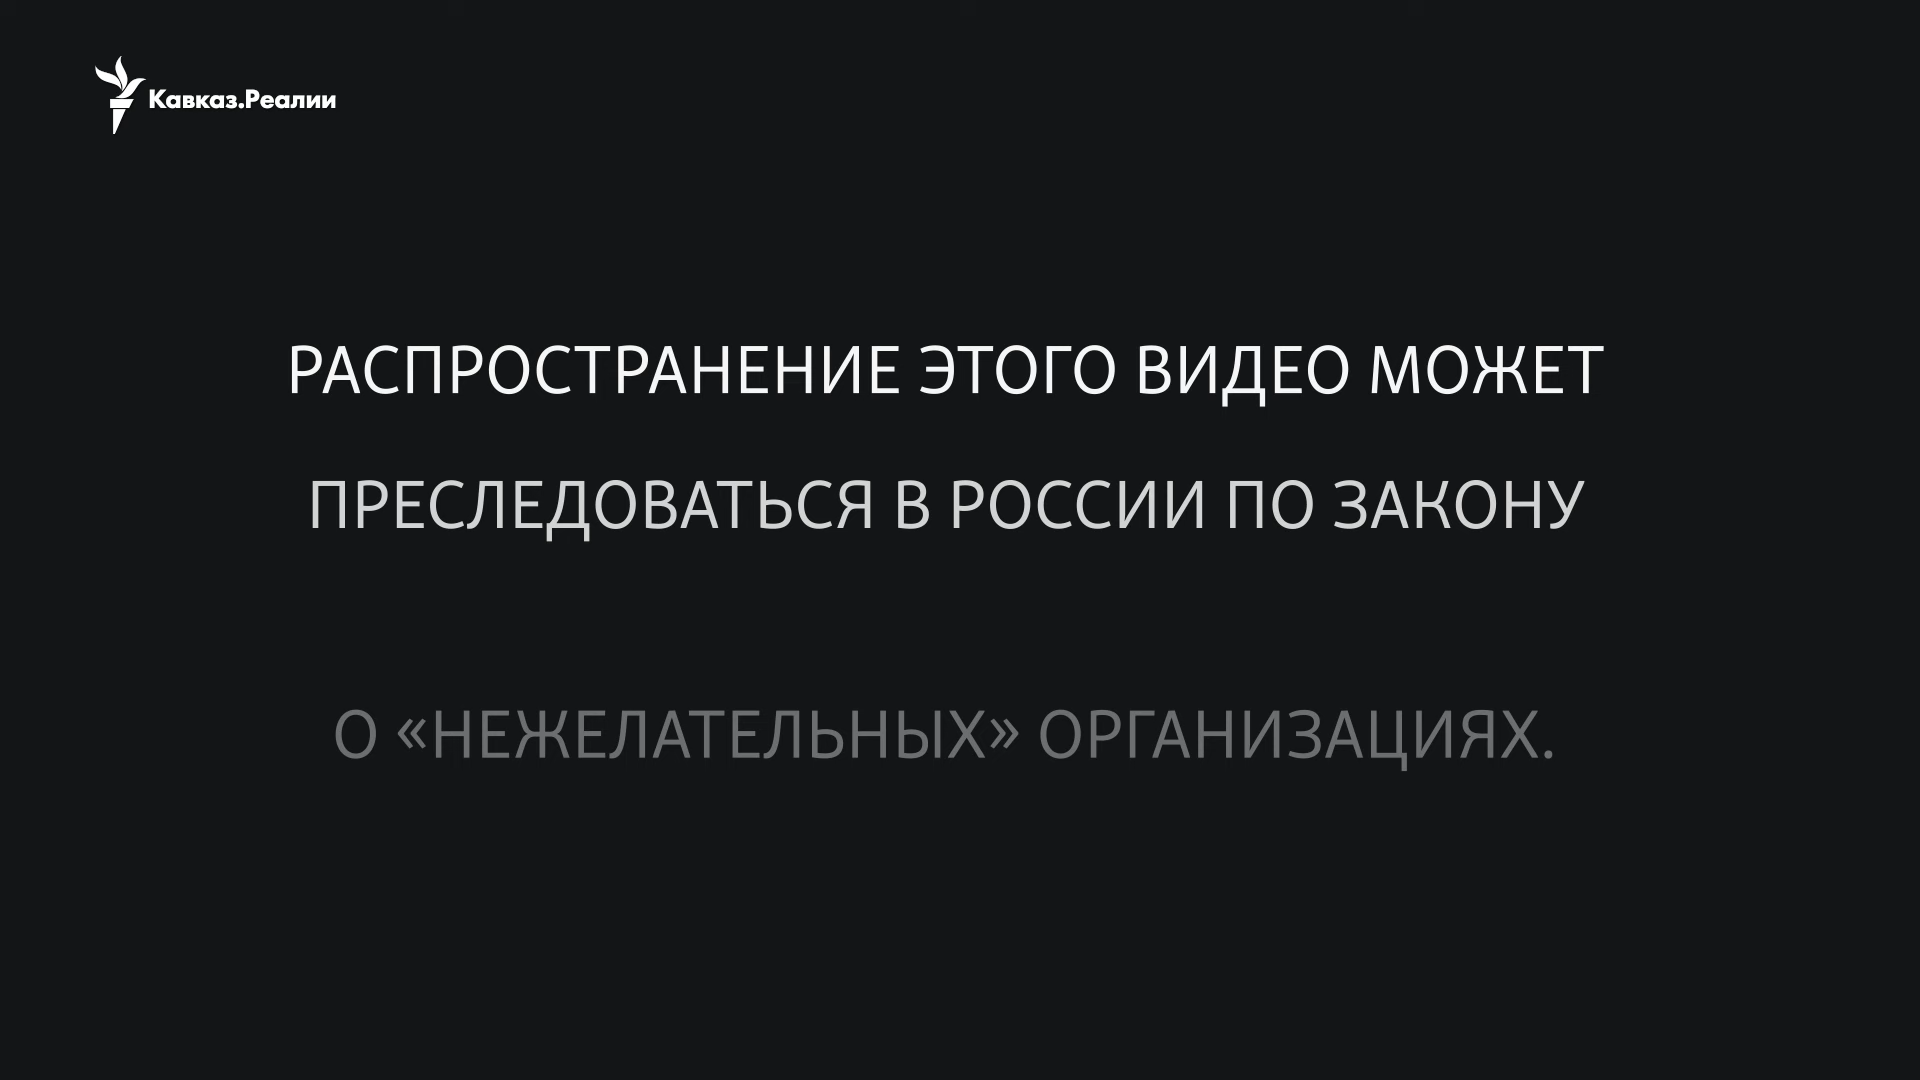 Кавказ.Реалии
РАСПРОСТРАНЕНИЕ ЭТОГО ВИДЕО МОЖЕТ
ПРЕСЛЕДОВАТЬСЯ В РОССИИ ПО ЗАКОНУ
О «НЕЖЕЛАТЕЛЬНЫХ» ОРГАНИЗАЦИЯХ.